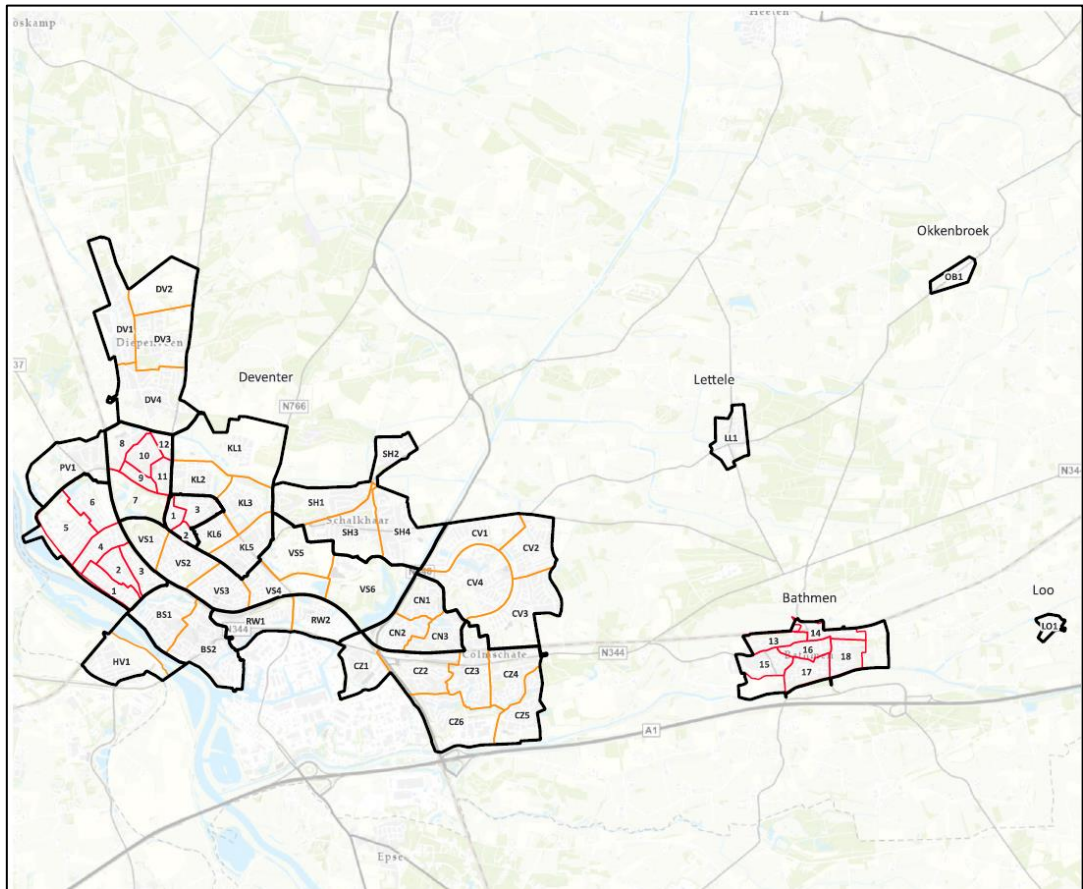 Heeten
Okkenbroek
OB1
DV2
DV1
DV3
Diepenveen
37
Deventer
Lettele
DV4
N766
LL1
8
12
10
KL1
SH2
PV1
9
11
N344
6
7
KL2
KL3
SH1
5
1
3
Schalkhaar
SH3
SH4
2
KL6
CV1
4
VS1
KL5
VS5
CV2
2
3
VS2
CV4
1
VS3
VS4
VS6
CN1
CV3
Bathmen
Loo
BS1
RW1
RW2
CN2
CN3
14
LO1
N344
BS2
13
16
Colmschate
N344
HV1
CZ1
CZ2
CZ3
CZ4
15
18
17
CZ6
CZ5
A1
Epse